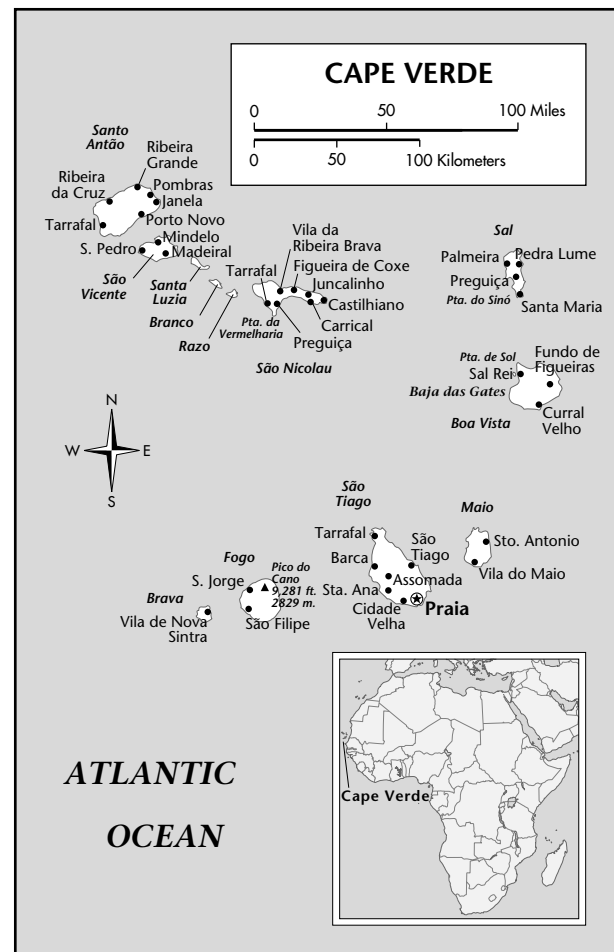 CAPE VERDE
0 50 100 Miles
0 50 100 Kilometers
Santo
Antão
Ribeira
Grande
Ribeira
da Cruz
Pombras
Janela
Tarrafal
Porto Novo
Mindelo
S. Pedro
Madeiral
São
Vicente
Santa
Luzia
Branco
Razo
Vila da
Ribeira Brava
Tarrafal
Figueira de Coxe
Juncalinho
Castilhiano
Pta. da
Vermelharia
Carrical
Preguiça
São Nicolau
Sal
Palmeira
Pedra Lume
Preguiça
Pta. do Sinó
Santa Maria
Pta. de Sol
Fundo de
Figueiras
Sal Rei
Baja das Gates
Curral
Velho
Boa Vista
N
W E
S
São
Tiago
Maio
Tarrafal
São
Tiago
Sto. Antonio
Barca
Assomada
Vila do Maio
Sta. Ana
Cidade
Velha
Praia
Fogo
Pico do
Cano
9,281 ft.
2829 m.
S. Jorge
Brava
Vila de Nova
Sintra
São Filipe
ATLANTIC
OCEAN
Cape Verde